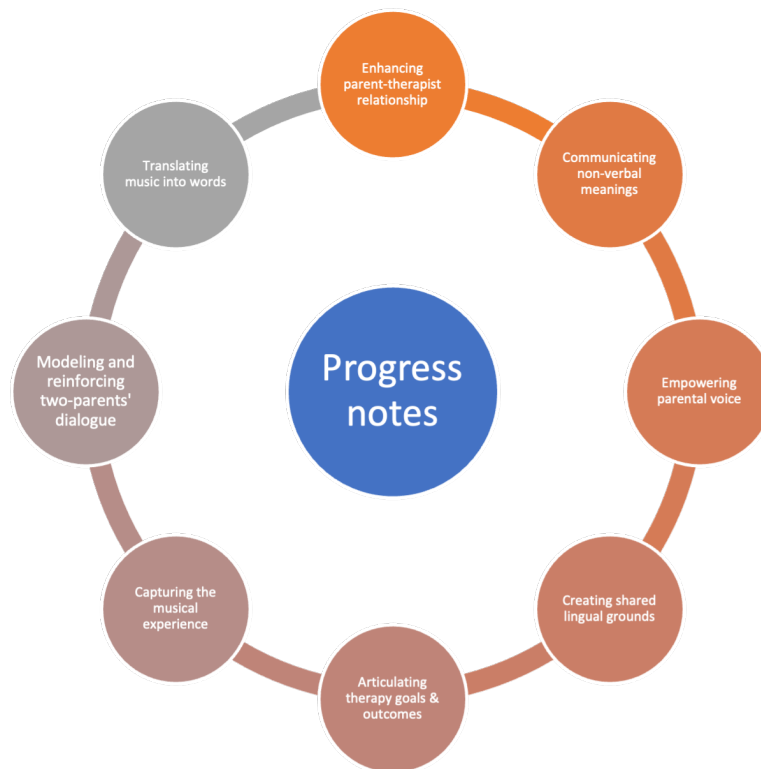 Enhancing
parent-therapist
relationship
Communicating
non-verbal
meanings
Empowering
parental voice
Creating shared
lingual grounds
Articulating
therapy goals &
outcomes
Capturing the
musical
experience
Modeling and
reinforcing
two-parents'
dialogue
Translating
music into words
Progress
notes